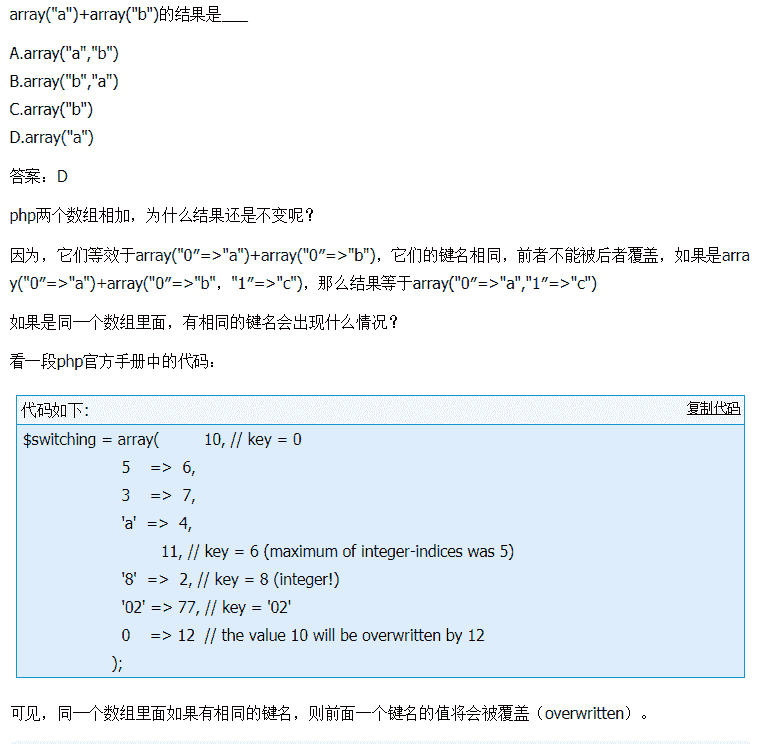 array("a")+array("b")的结果是___
A.array("a","b")
B.array("b","a")
C.array("b")
D.array("a")
答案：D
php两个数组相加，为什么结果还是不变呢？
因为，它们等效于array("0″=>"a")+array("0″=>"b")，它们的键名相同，前者不能被后者覆盖，如果是arra
y("0″=>"a")+array("0″=>"b"，"1″=>"c")，那么结果等于array("0″=>"a","1″=>"c")
如果是同一个数组里面，有相同的键名会出现什么情况？
看一段php官方手册中的代码：
代码如下: 复制代码
$switching = array( 10, // key = 0
5 => 6,
3 => 7,
'a' => 4,
11, // key = 6 (maximum of integer-indices was 5)
'8' => 2, // key = 8 (integer!)
'02' => 77, // key = '02'
0 => 12 // the value 10 will be overwritten by 12
);
可见，同一个数组里面如果有相同的键名，则前面一个键名的值将会被覆盖（overwritten）。